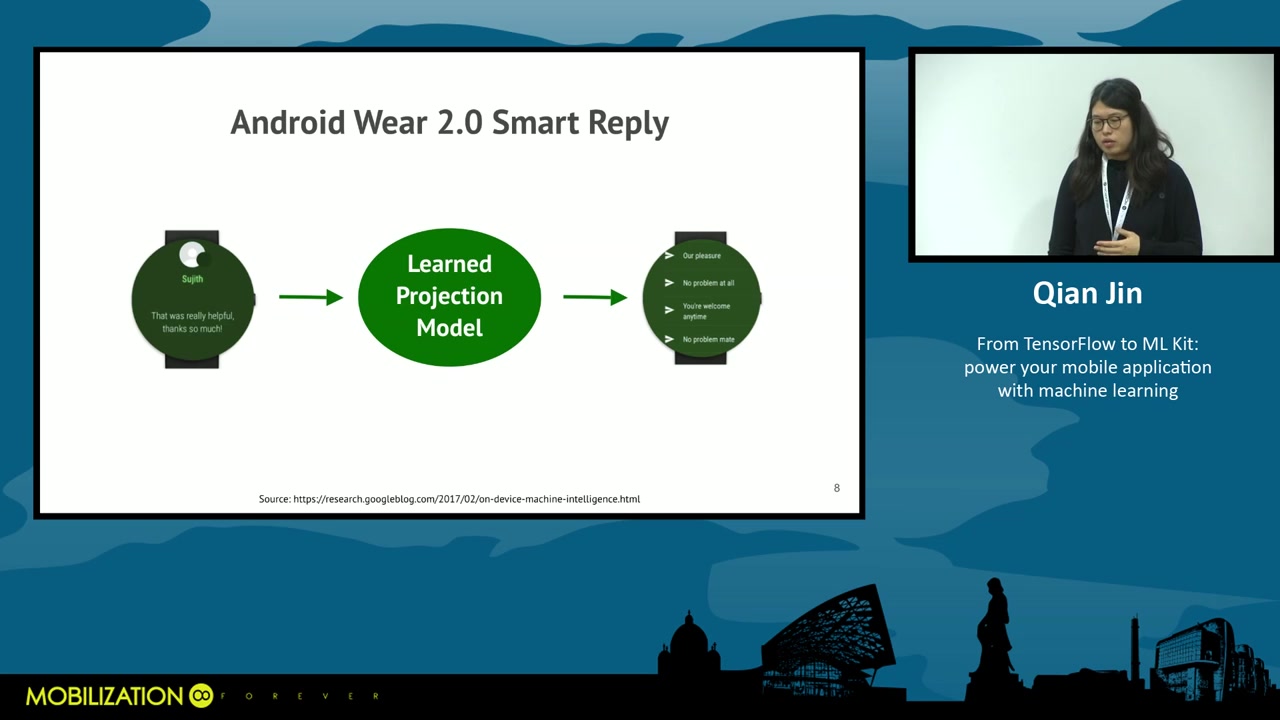 Android Wear 2.0 Smart Reply
Sujith
That was really helpful,
thanks so much!
Learned
Projection
Model
Our pleasure
No problem at all
You're welcome
anytime
No problem mate
Source: https://research.googleblog.com/2017/02/on-device-machine-intelligence.html
8
Qian Jin
From TensorFlow to ML Kit:
power your mobile application
with machine learning
MOBILIZATION FOREVER